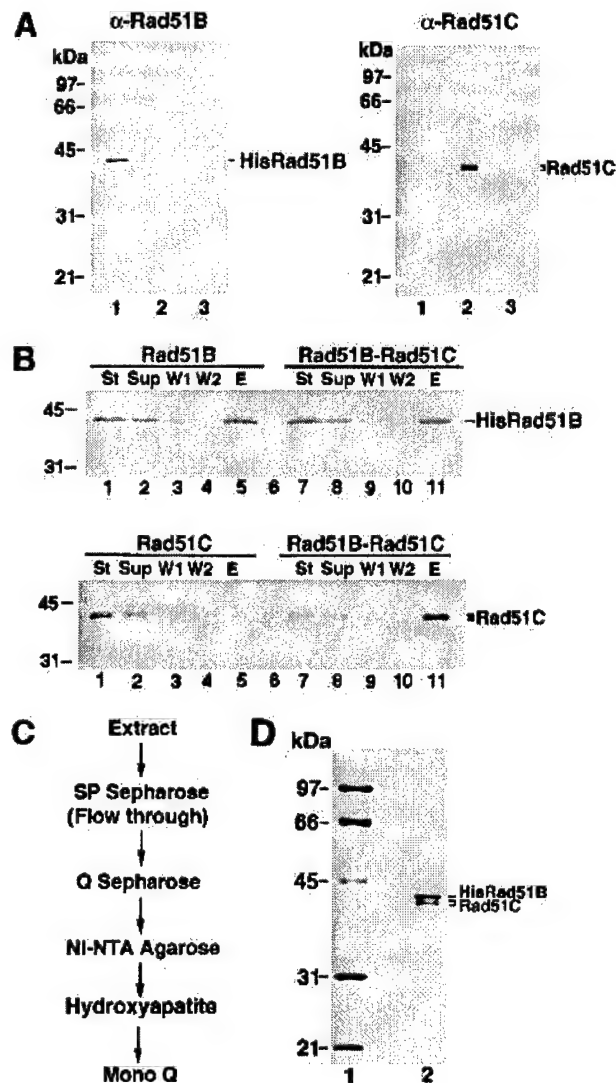 A
α-Rad51B
kDa
97-
66-
45-
31-
21-
HisRad51B
1 2 3
α-Rad51C
kDa
97-
66-
45-
31-
21-
Rad51C
1 2 3
B
Rad51B Rad51B-Rad51C
St Sup W1 W2 E St Sup W1 W2 E
45-
31-
HisRad51B
1 2 3 4 5 6 7 8 9 10 11
Rad51C Rad51B-Rad51C
St Sup W1 W2 E St Sup W1 W2 E
45-
31-
Rad51C
1 2 3 4 5 6 7 8 9 10 11
C
Extract
SP Sepharose
(Flow through)
Q Sepharose
NI-NTA Agarose
Hydroxyapatite
Mono Q
D
kDa
97-
66-
45-
31-
21-
HisRad51B
Rad51C
1 2